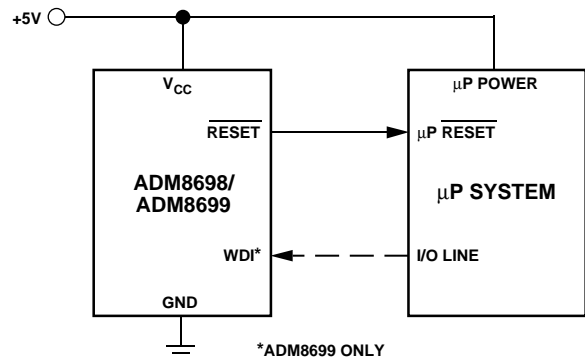 +5V
VCC
RESET
ADM8698/
ADM8699
WDI*
GND
μP POWER
μP RESET
μP SYSTEM
I/O LINE
*ADM8699 ONLY